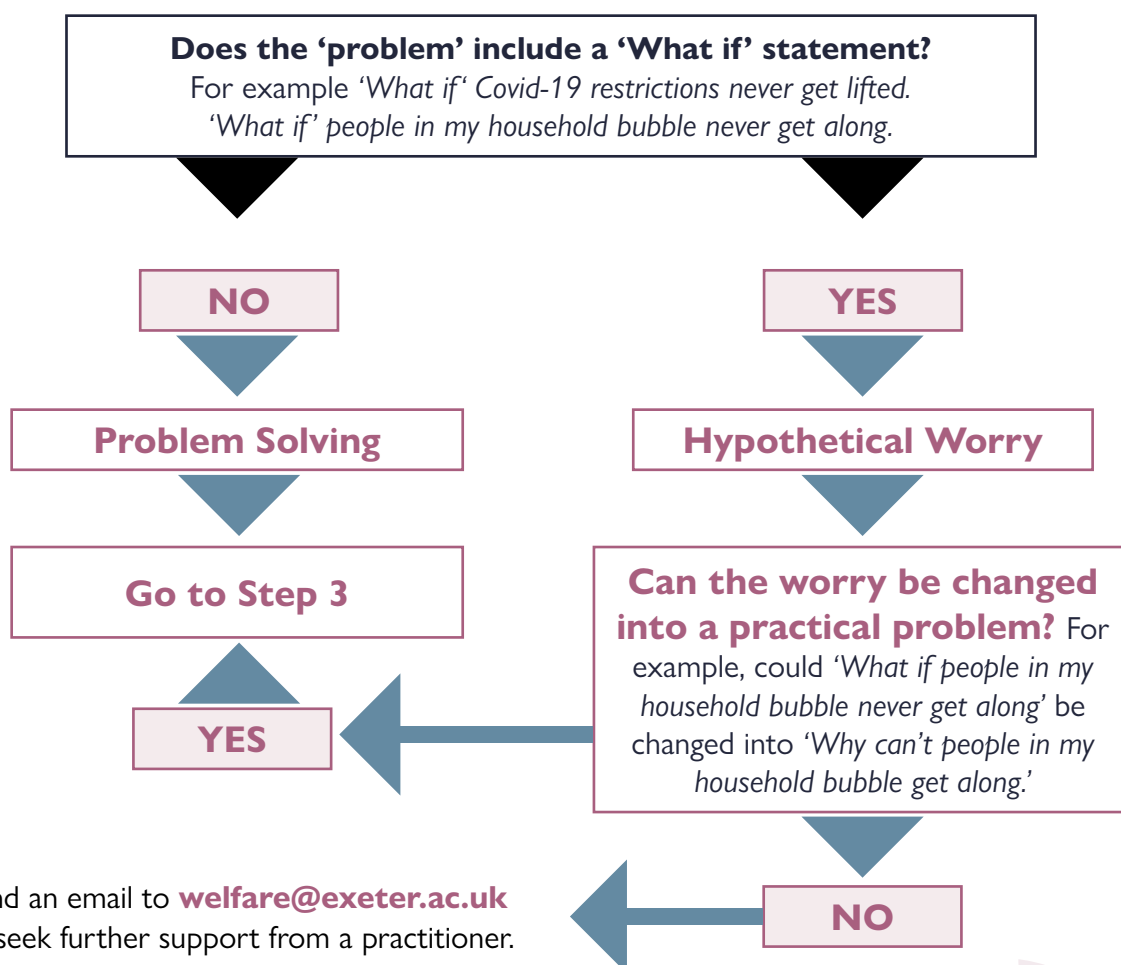 Does the ‘problem’ include a ‘What if’ statement?
For example ‘What if‘ Covid-19 restrictions never get lifted.
‘What if’ people in my household bubble never get along.
NO
YES
Problem Solving
Hypothetical Worry
Go to Step 3
Can the worry be changed
into a practical problem? For
example, could ‘What if people in my
household bubble never get along’ be
changed into ‘Why can’t people in my
household bubble get along.’
YES
NO
an email to welfare@exeter.ac.uk
seek further support from a practitioner.